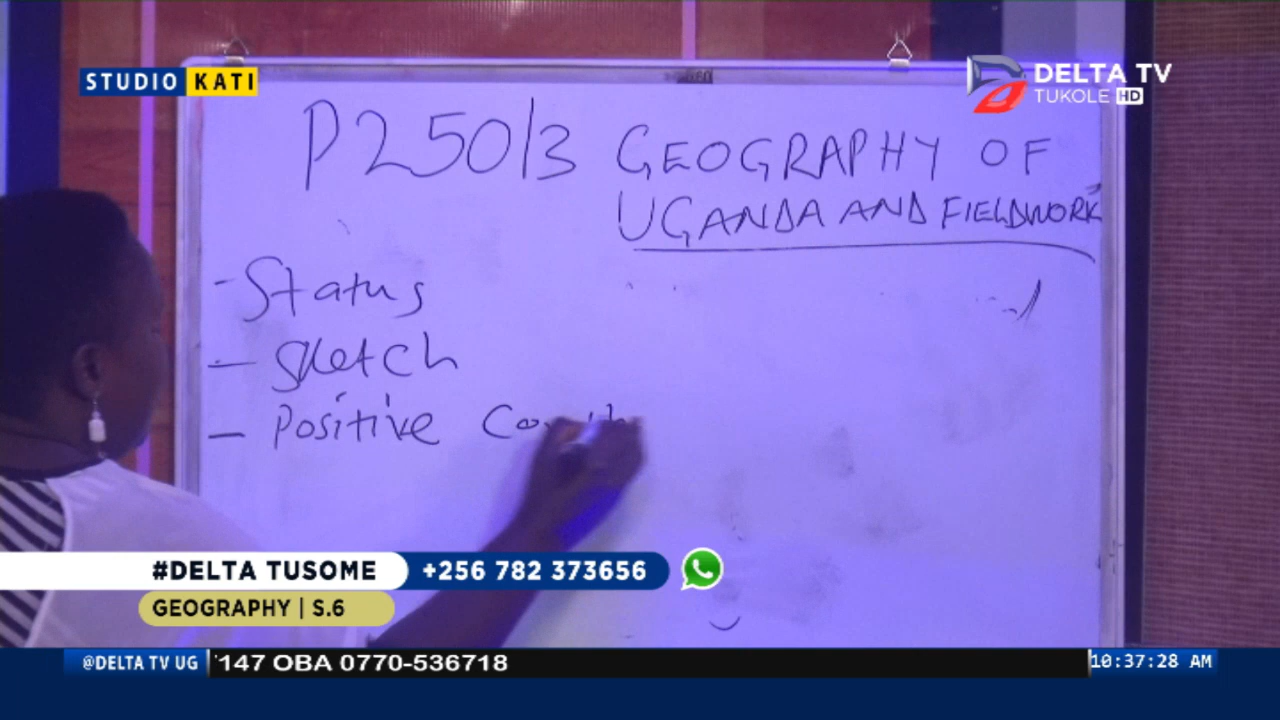 STUDIO KATI
DELTA TV
TUKOLE HD
P250/3 GEOGRAPHY OF
UGANDA AND FIELDWORK
- Status
- Sketch
- Positive
#DELTA TUSOME +256 782 373656
GEOGRAPHY | S.6
@DELTA TV UG 147 OBA 0770-536718 10:37:28 AM